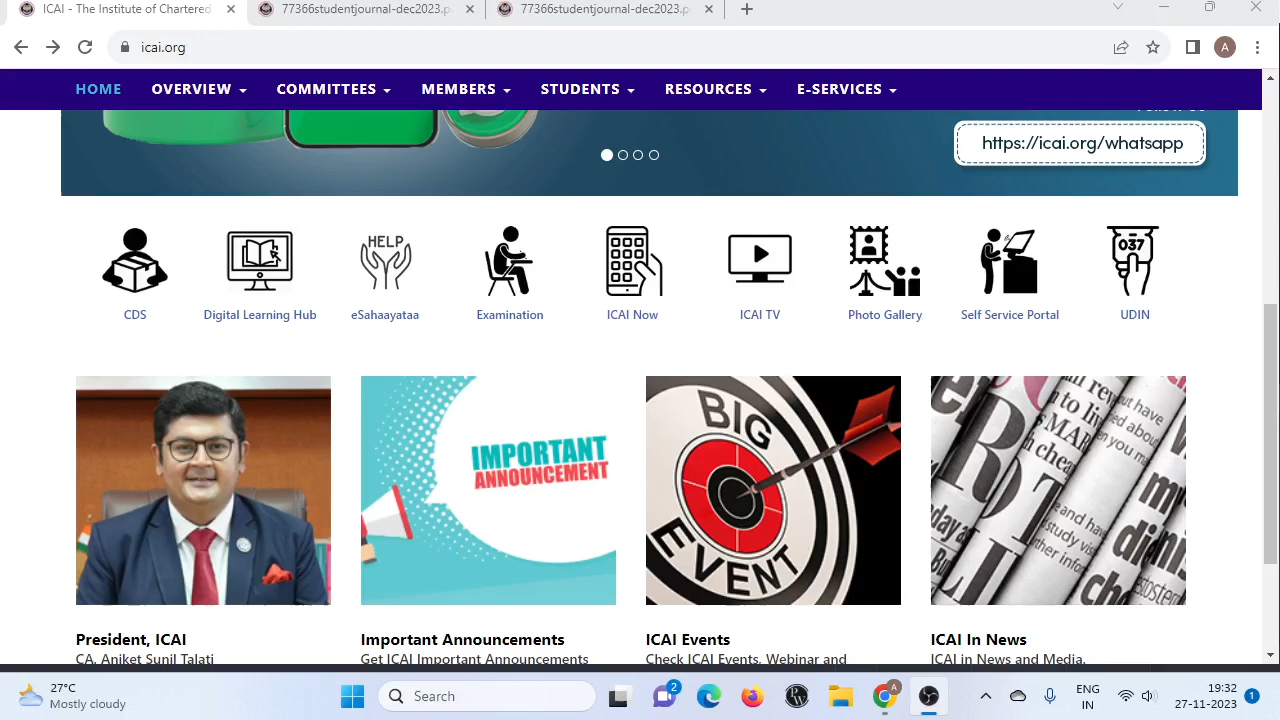 ICAI - The Institute of Chartered
77366studentjournal-dec2023.p
77366studentjournal-dec2023.p
icai.org
A
HOME
OVERVIEW
COMMITTEES
MEMBERS
STUDENTS
RESOURCES
E-SERVICES
https://icai.org/whatsapp
HELP
037
CDS
Digital Learning Hub
eSahaayataa
Examination
ICAI Now
ICAI TV
Photo Gallery
Self Service Portal
UDIN
IMPORTANT
ANNOUNCEMENT
BIG
EVENT
President, ICAI
CA. Aniket Sunil Talati
Important Announcements
Get ICAI Important Announcements
ICAI Events
Check ICAI Events, Webinar and
ICAI In News
ICAI in News and Media.
27°C
Mostly cloudy
Search
2
A
ENG
IN
19:32
27-11-2023
1